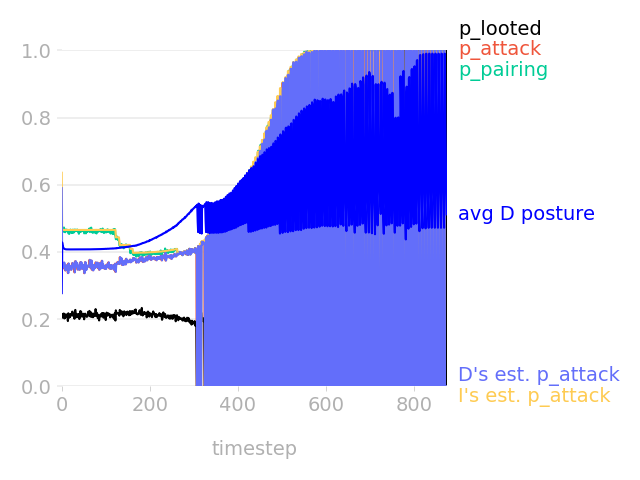 p_looted
p_attack
p_pairing
1.0
0.8
0.6
avg D posture
0.4
0.2
D's est. p_attack
0.0
I's est. p_attack
0 200 400 600 800
timestep